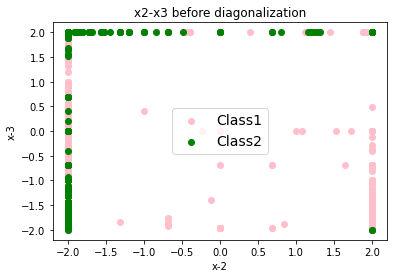 x2-x3 before diagonalization
2.0
1.5
1.0
0.5
0.0
−0.5
−1.0
−1.5
−2.0
x-3
Class1
Class2
−2.0 −1.5 −1.0 −0.5 0.0 0.5 1.0 1.5 2.0
x-2